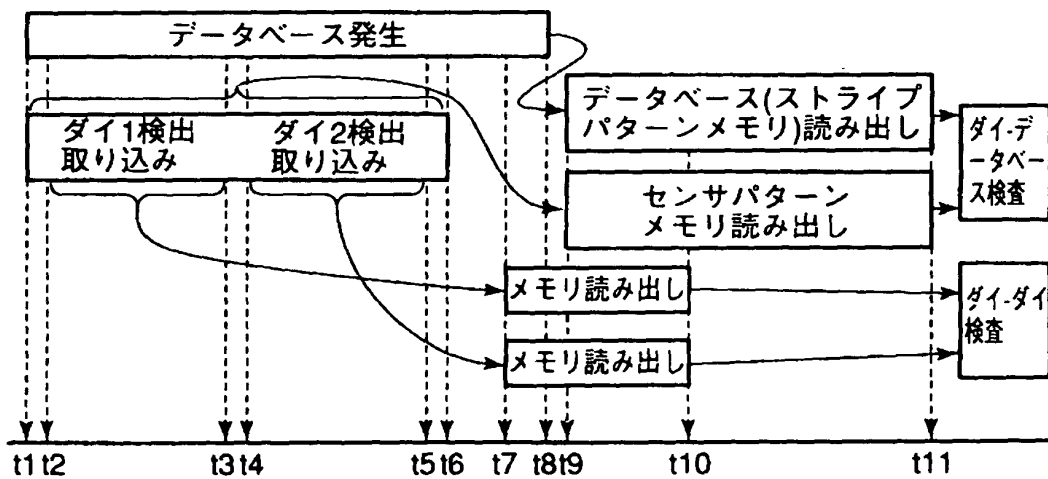 データベース発生
データベース(ストライプ
パターンメモリ)読み出し
ダイ-デ
ータベー
ス検査
ダイ1検出
取り込み
ダイ2検出
取り込み
センサパターン
メモリ読み出し
メモリ読み出し
ダイ-ダイ
検査
メモリ読み出し
t1 t2 t3 t4 t5 t6 t7 t8 t9 t10 t11